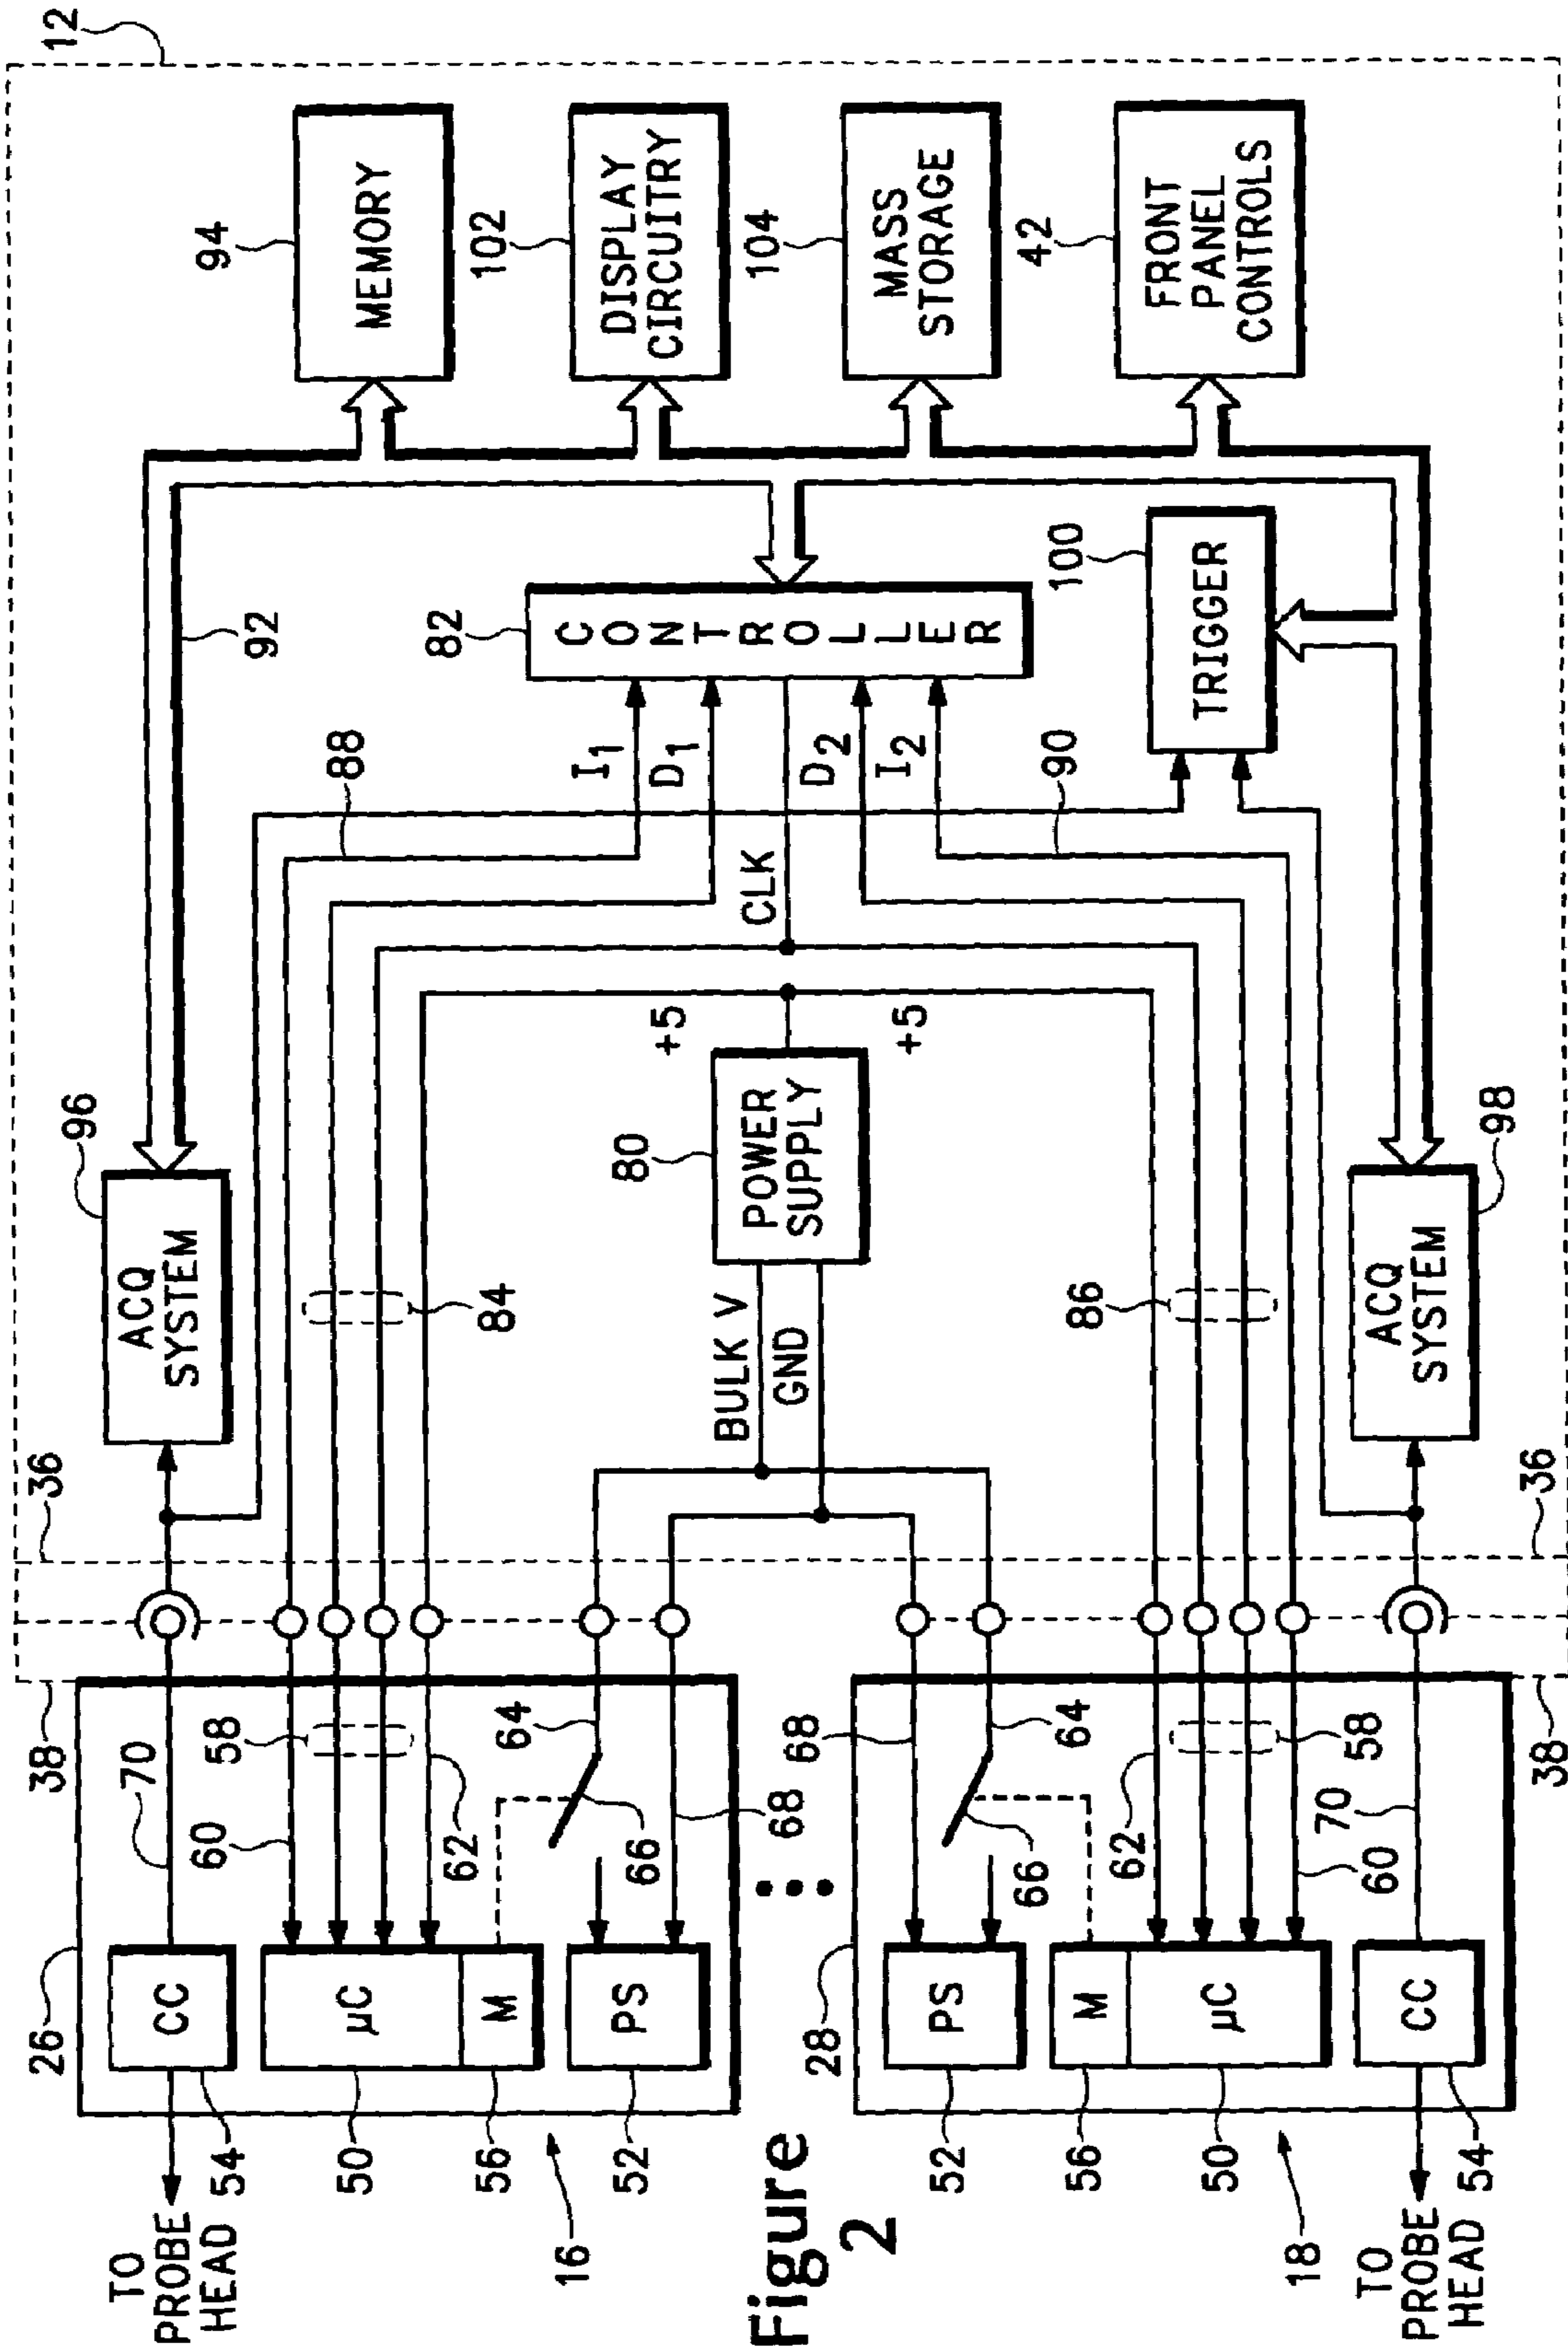 12
94
MEMORY
102
DISPLAY
CIRCUITRY
104
MASS
STORAGE
42
FRONT
PANEL
CONTROLS
92
82
CONTROLLER
100
TRIGGER
88
I1
D1
CLK
D2
I2
90
+5
+5
96
ACQ
SYSTEM
84
80
POWER
SUPPLY
BULK V
GND
86
98
ACQ
SYSTEM
36
36
38
70
58
60
62
64
66
68
68
64
66
62
58
70
60
38
26
CC
µC
M
PS
28
PS
M
µC
CC
TO
PROBE
HEAD
54
50
56
52
16
52
56
50
54
18
TO
PROBE
HEAD
Figure
2